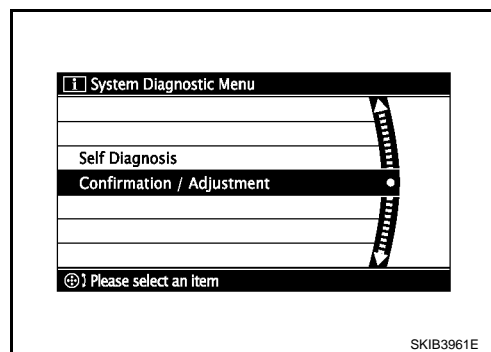 i System Diagnostic Menu
Self Diagnosis
Confirmation / Adjustment
Please select an item
SKIB3961E